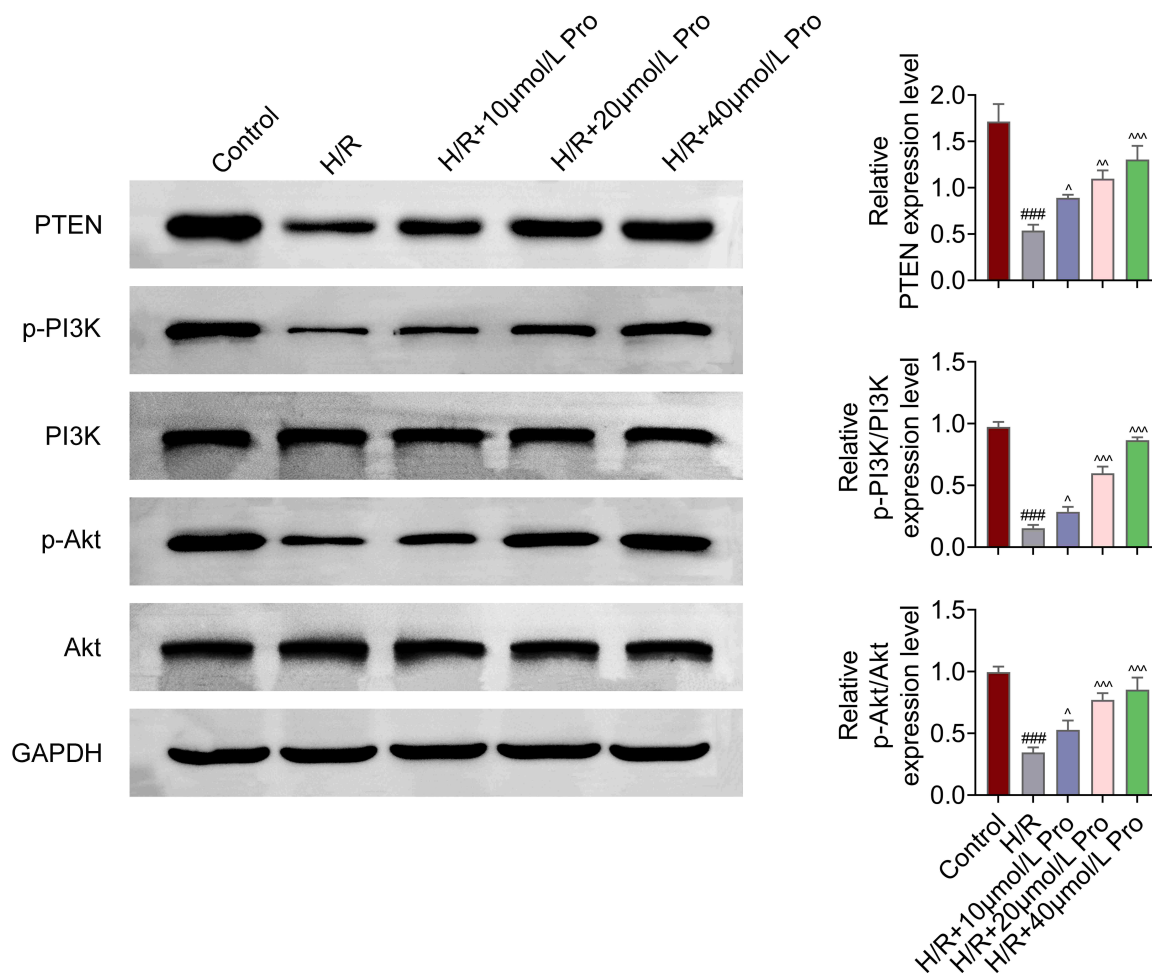 Control
H/R
H/R+10μmol/L Pro
H/R+20μmol/L Pro
H/R+40μmol/L Pro
PTEN
p-PI3K
PI3K
p-Akt
Akt
GAPDH
Relative
PTEN expression level
2.0
1.5
1.0
0.5
0.0
###
^
^^
^^^
Relative
p-PI3K/PI3K
expression level
1.5
1.0
0.5
0.0
###
^
^^^
^^^
Relative
p-Akt/Akt
expression level
1.5
1.0
0.5
0.0
###
^
^^^
^^^
Control
H/R
H/R+10μmol/L Pro
H/R+20μmol/L Pro
H/R+40μmol/L Pro